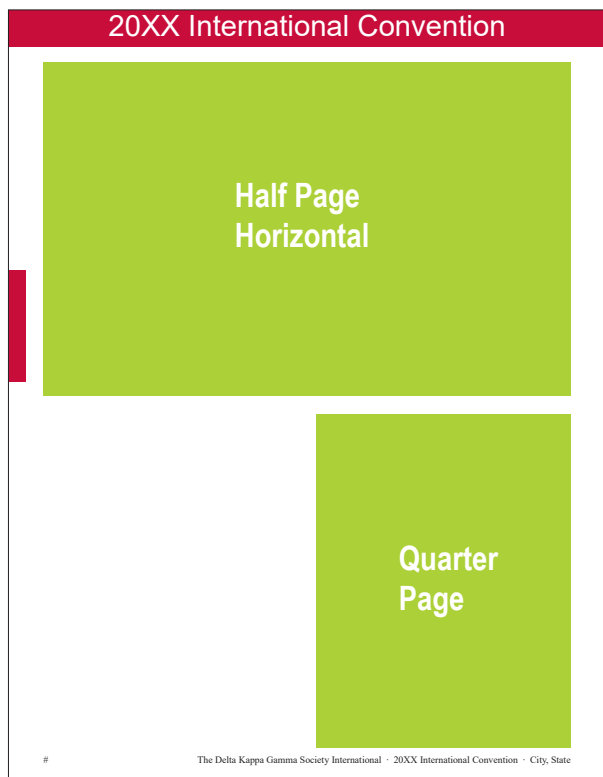 20XX International Convention
Half Page
Horizontal
Quarter
Page
# The Delta Kappa Gamma Society International · 20XX International Convention · City, State